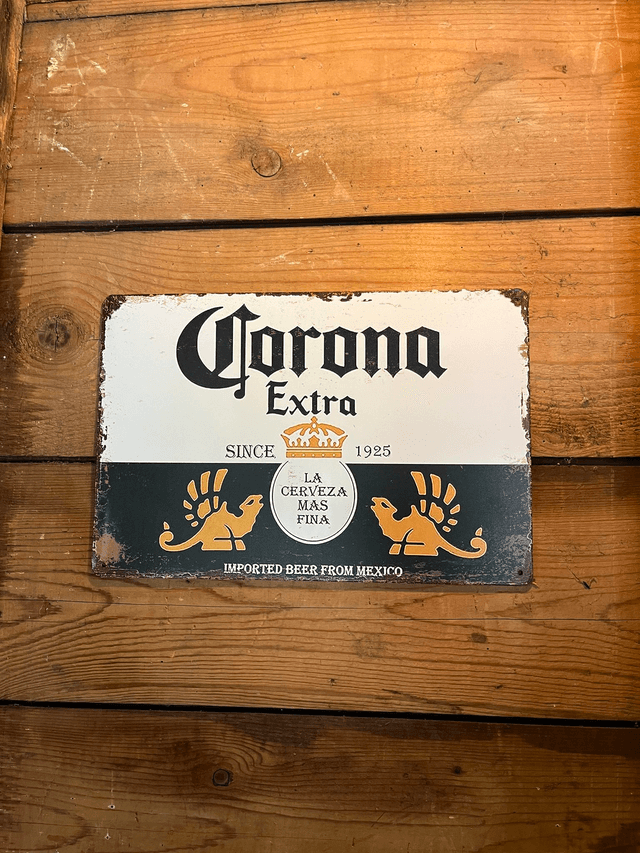 Corona
Extra
SINCE 1925
LA
CERVEZA
MAS
FINA
IMPORTED BEER FROM MEXICO